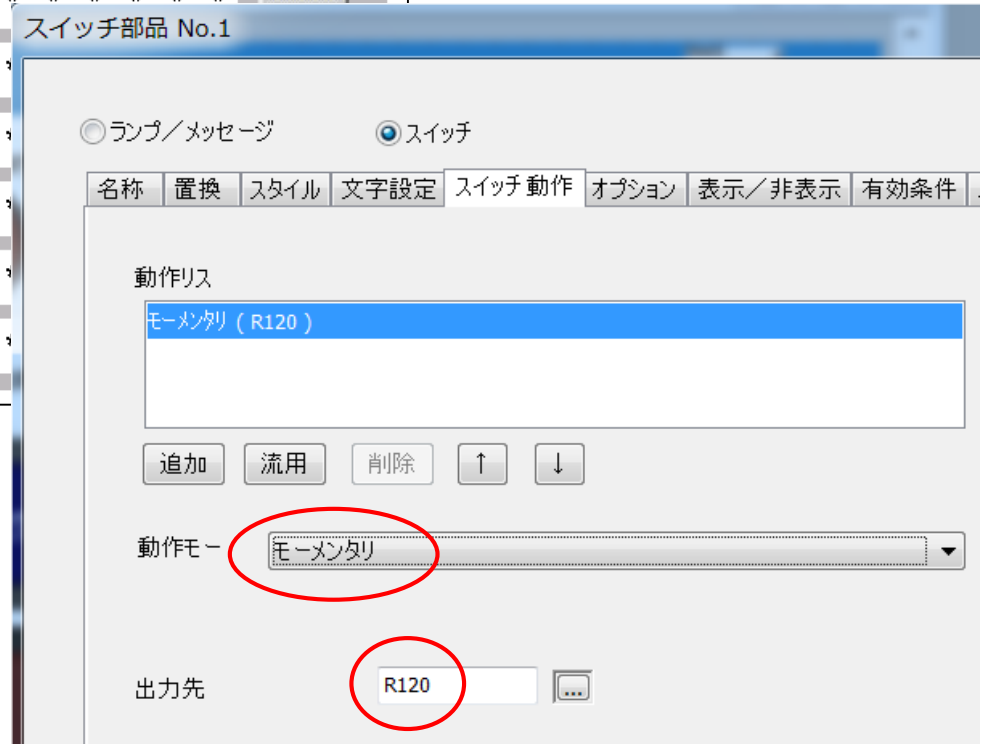 スイッチ部品 No.1
ランプ／メッセージ スイッチ
名称 置換 スタイル 文字設定 スイッチ動作 オプション 表示／非表示 有効条件
動作リス
ﾓｰﾒﾝﾀﾘ ( R120 )
追加 流用 削除 ↑ ↓
動作モー モーメンタリ
出力先 R120 ...